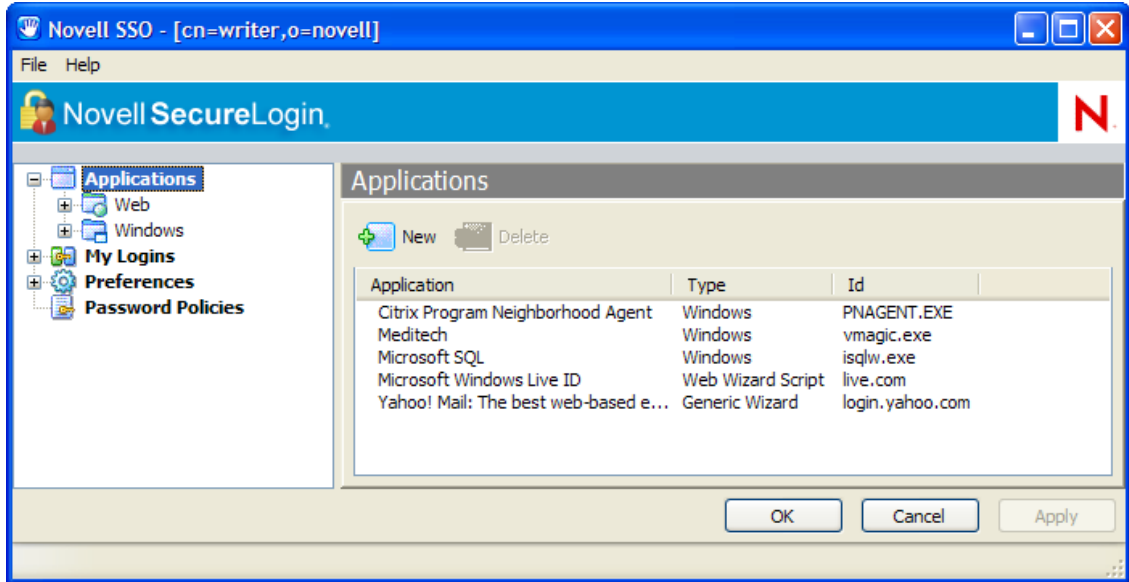 Novell SSO - [cn=writer,o=novell]
File Help
Novell SecureLogin
N
Applications
Web
Windows
My Logins
Preferences
Password Policies
Applications
New Delete
Application Type Id
Citrix Program Neighborhood Agent Windows PNAGENT.EXE
Meditech Windows vmagic.exe
Microsoft SQL Windows isqlw.exe
Microsoft Windows Live ID Web Wizard Script live.com
Yahoo! Mail: The best web-based e... Generic Wizard login.yahoo.com
OK Cancel Apply